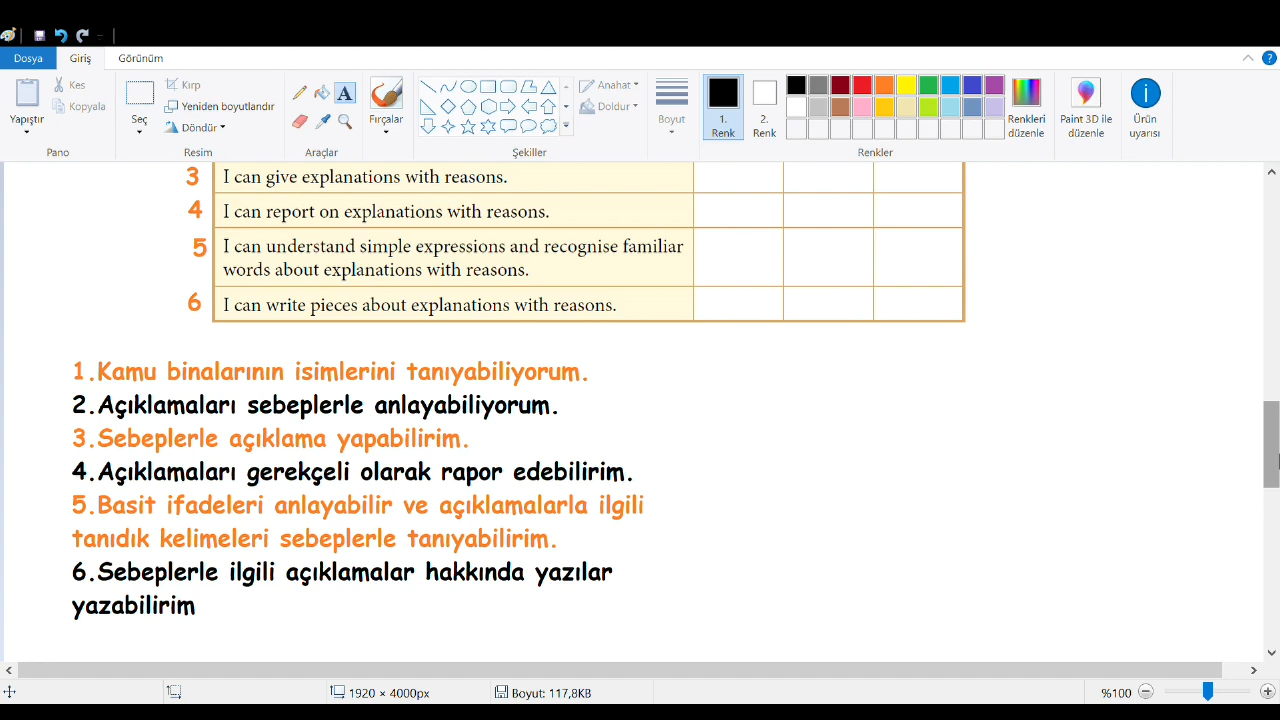 Dosya Giriş Görünüm
Yapıştır
Kes
Kopyala
Pano
Seç
Kırp
Yeniden boyutlandır
Döndür
Resim
A
Araçlar
Fırçalar
Anahat
Doldur
Şekiller
Boyut
1. Renk
2. Renk
Renkleri düzenle
Renkler
Paint 3D ile düzenle
Ürün uyarısı
3 I can give explanations with reasons.
4 I can report on explanations with reasons.
5 I can understand simple expressions and recognise familiar
words about explanations with reasons.
6 I can write pieces about explanations with reasons.
1.Kamu binalarının isimlerini tanıyabiliyorum.
2.Açıklamaları sebeplerle anlayabiliyorum.
3.Sebeplerle açıklama yapabilirim.
4.Açıklamaları gerekçeli olarak rapor edebilirim.
5.Basit ifadeleri anlayabilir ve açıklamalarla ilgili
tanıdık kelimeleri sebeplerle tanıyabilirim.
6.Sebeplerle ilgili açıklamalar hakkında yazılar
yazabilirim
1920 × 4000px Boyut: 117,8KB %100